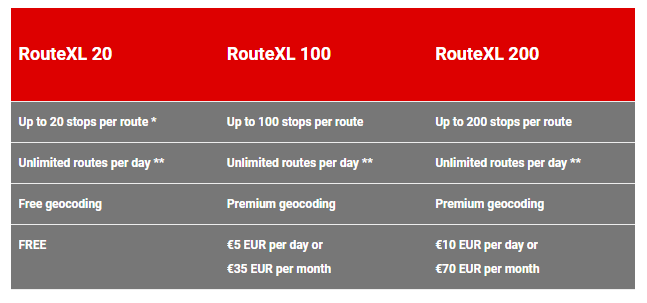 RouteXL 20 RouteXL 100 RouteXL 200
Up to 20 stops per route * Up to 100 stops per route Up to 200 stops per route
Unlimited routes per day ** Unlimited routes per day ** Unlimited routes per day **
Free geocoding Premium geocoding Premium geocoding
FREE €5 EUR per day or €10 EUR per day or
€35 EUR per month €70 EUR per month